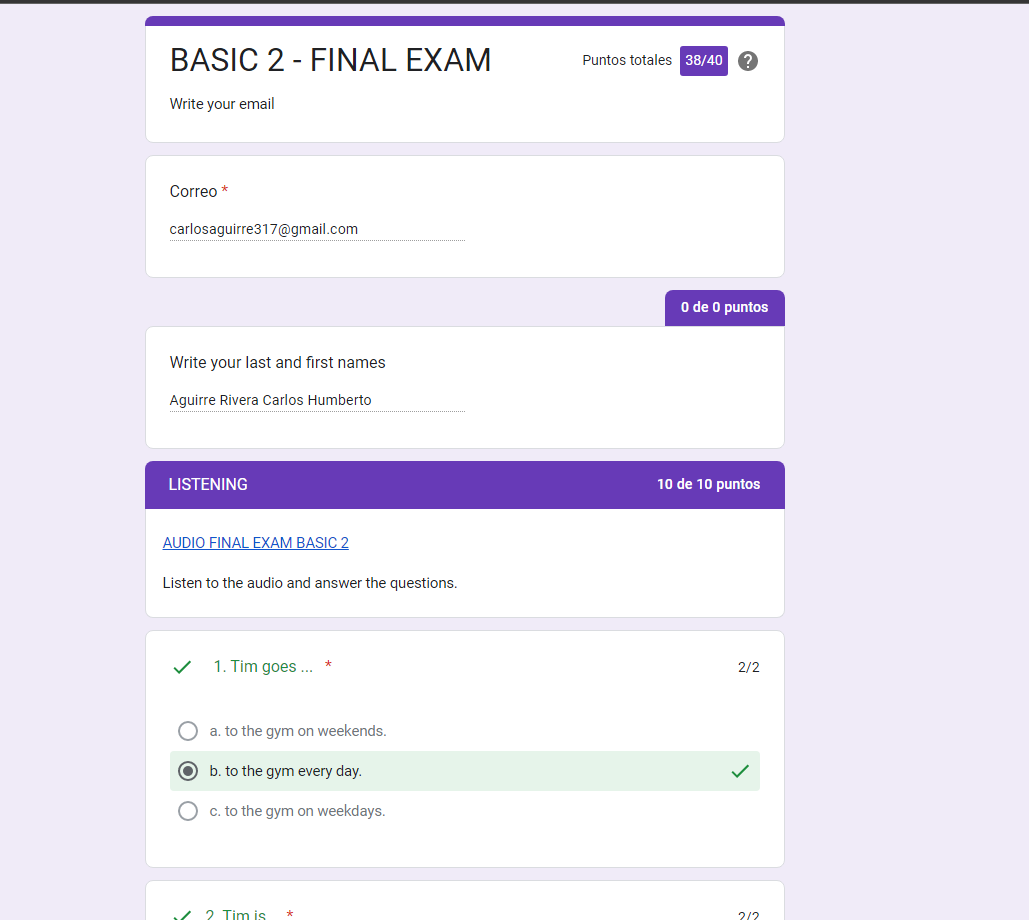 BASIC 2 - FINAL EXAM
Puntos totales 38/40 ?
Write your email
Correo *
carlosaguirre317@gmail.com
0 de 0 puntos
Write your last and first names
Aguirre Rivera Carlos Humberto
LISTENING
10 de 10 puntos
AUDIO FINAL EXAM BASIC 2
Listen to the audio and answer the questions.
1. Tim goes ... *
2/2
a. to the gym on weekends.
b. to the gym every day.
c. to the gym on weekdays.
2. Tim is ... *
2/2